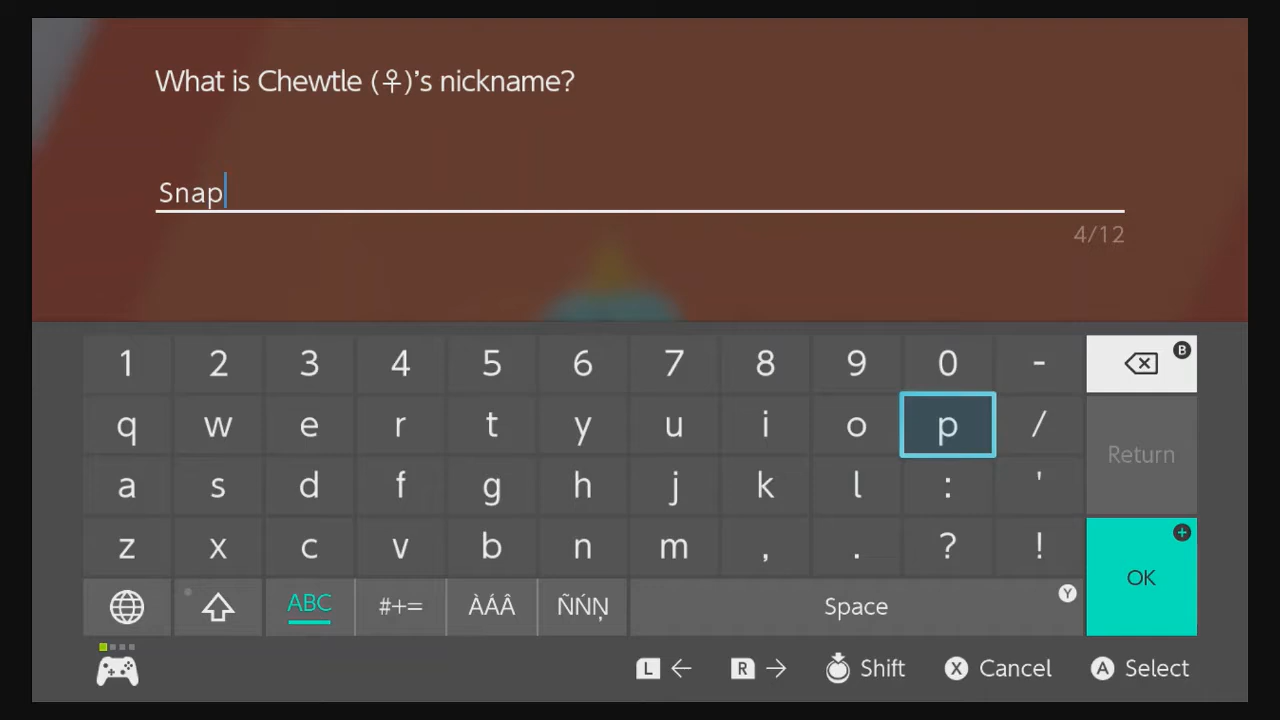 What is Chewtle (♀)'s nickname?
Snap
4/12
1 2 3 4 5 6 7 8 9 0 - B
q w e r t y u i o p / Return
a s d f g h j k l : '
z x c v b n m , . ? ! + OK
ABC #+= ÀÁÂ ÑŃŅ Space Y
L ← R → Shift X Cancel A Select